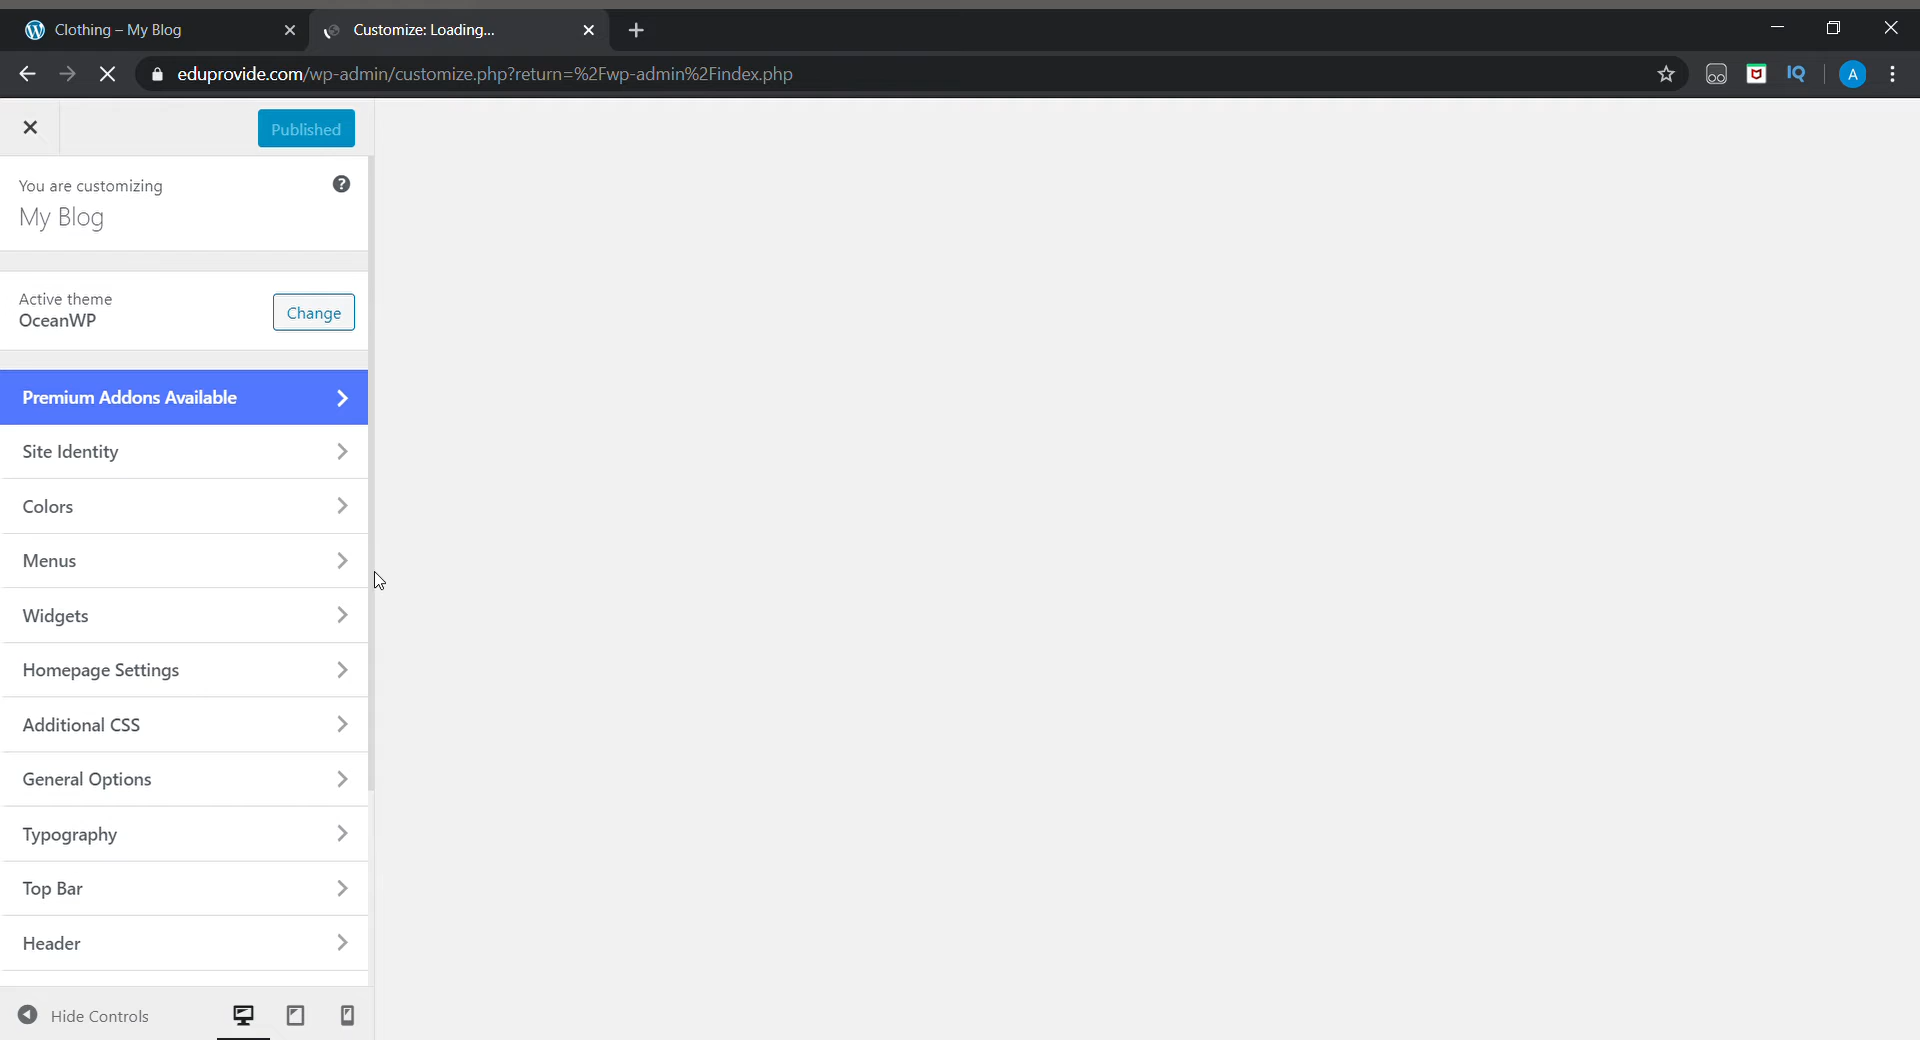 Clothing – My Blog
Customize: Loading...
eduprovide.com/wp-admin/customize.php?return=%2Fwp-admin%2Findex.php
IQ
A
Published
You are customizing
?
My Blog
Active theme
OceanWP
Change
Premium Addons Available
Site Identity
Colors
Menus
Widgets
Homepage Settings
Additional CSS
General Options
Typography
Top Bar
Header
Hide Controls